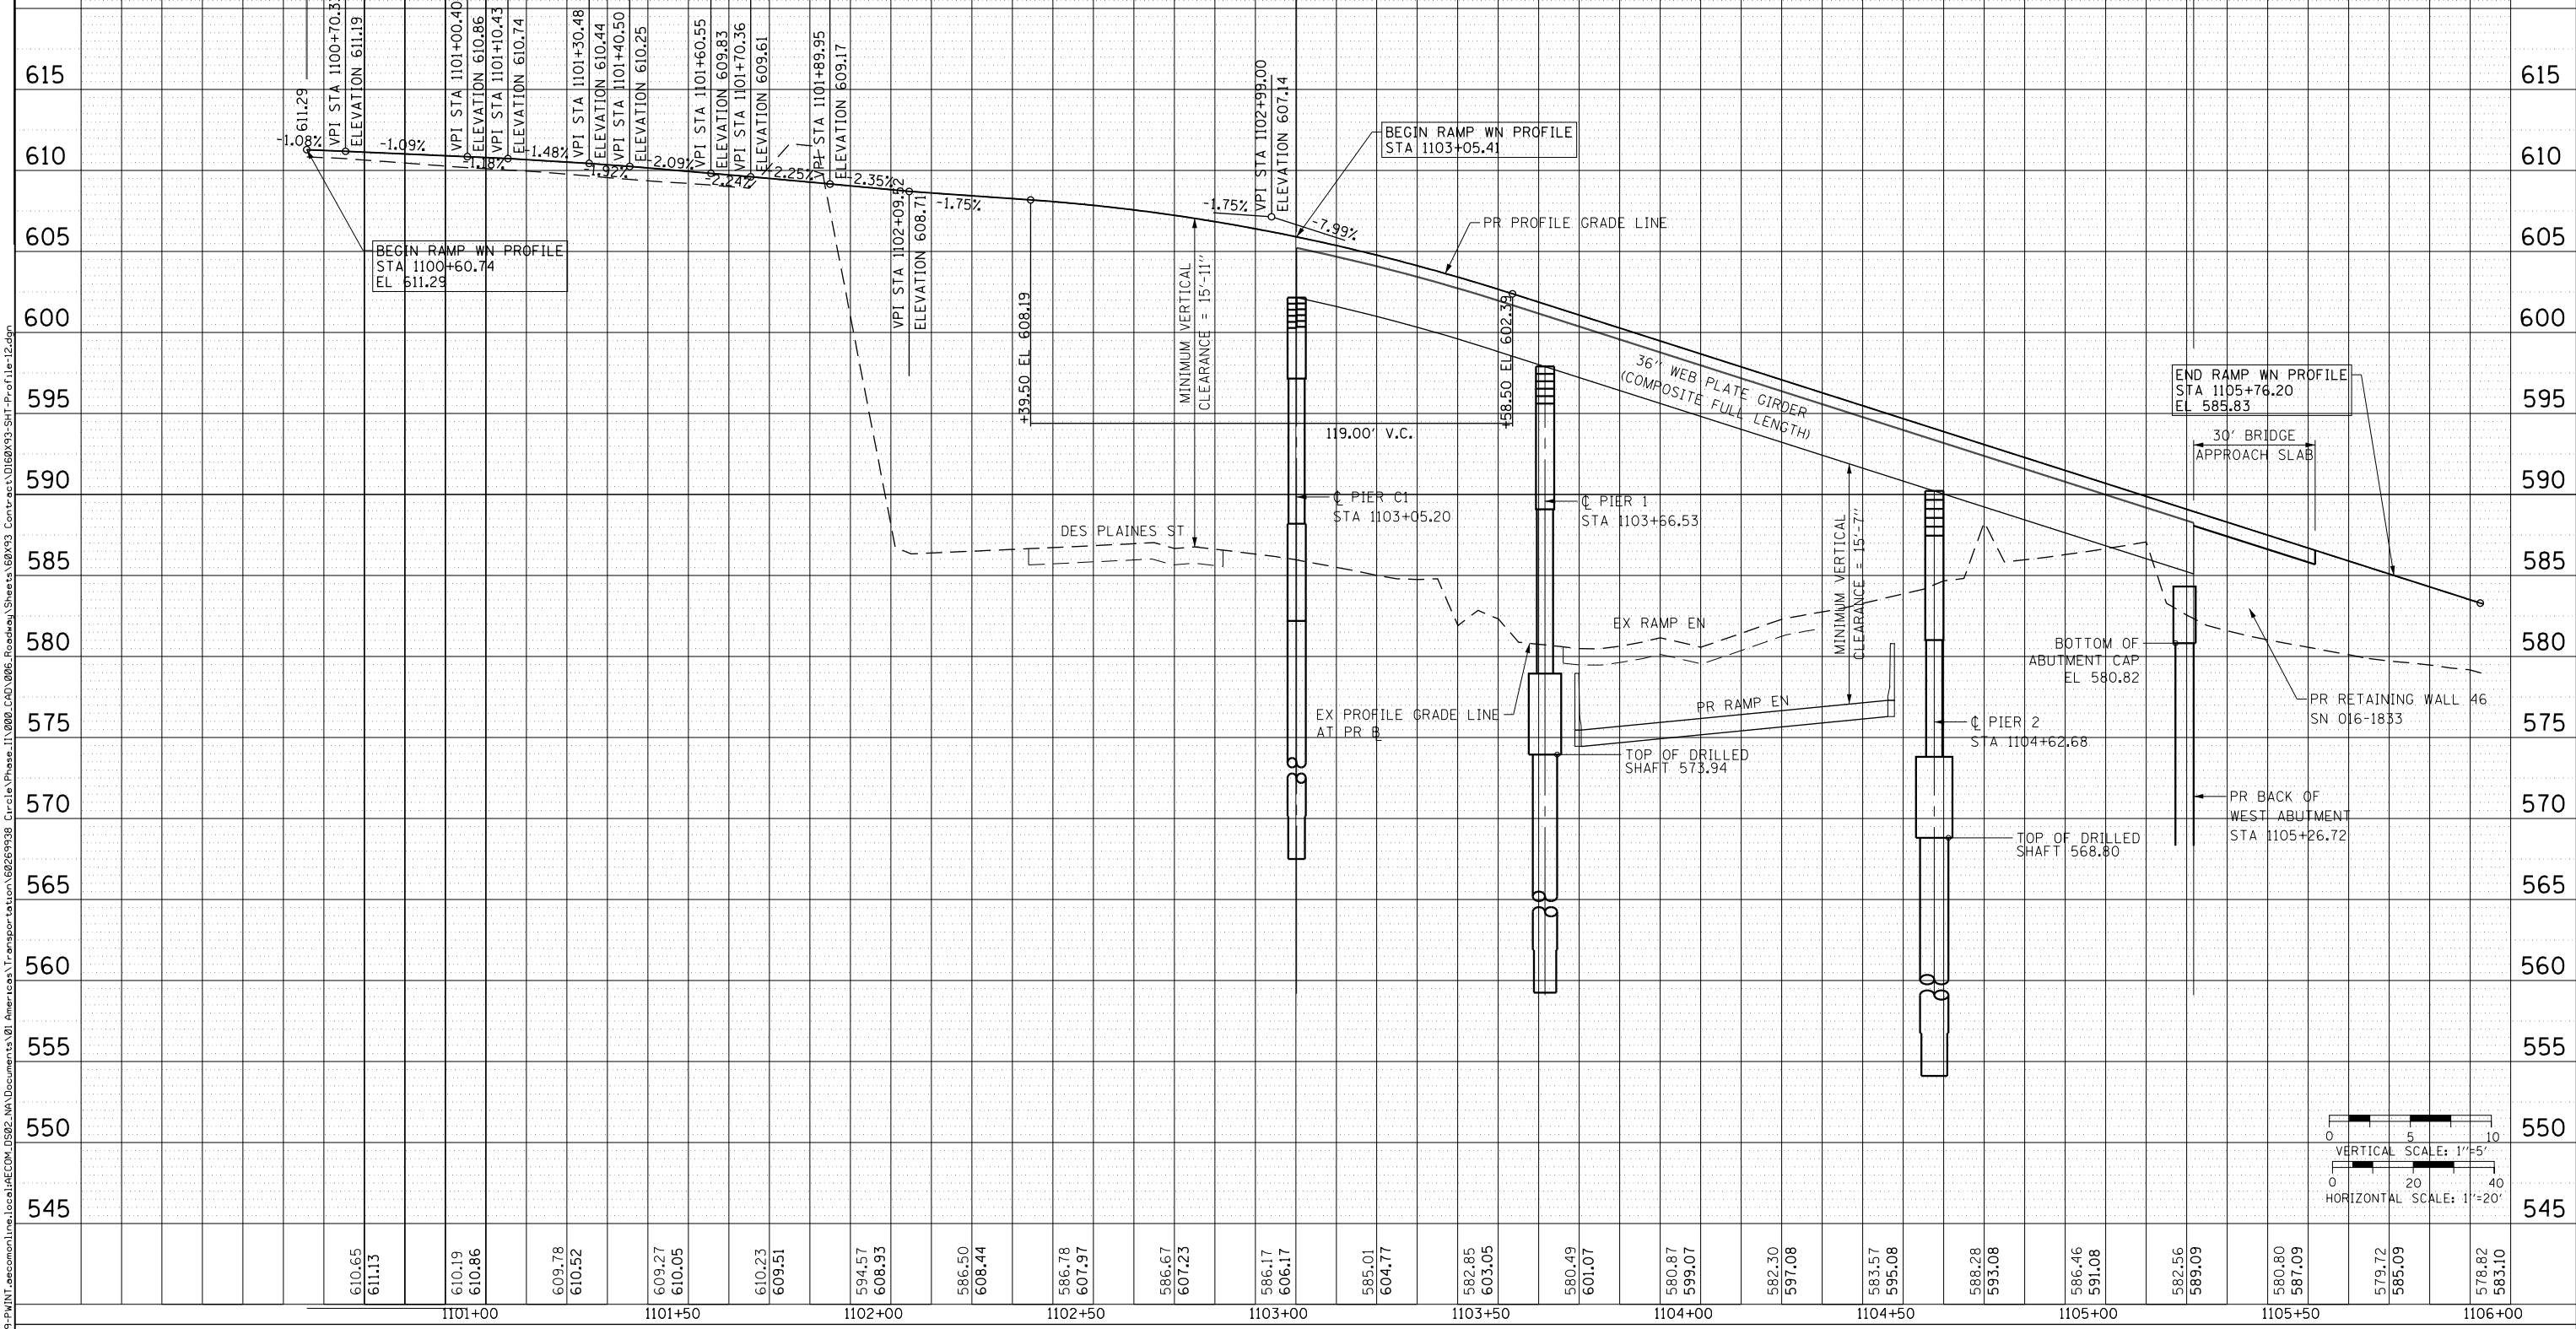 615
610
605
600
595
590
585
580
575
570
565
560
555
550
545
615
610
605
600
595
590
585
580
575
570
565
560
555
550
545
611.29
ELEVATION 611.19
VPI STA 1101+00.40
ELEVATION 610.86
VPI STA 1101+10.43
ELEVATION 610.74
VPI STA 1101+30.48
ELEVATION 610.44
VPI STA 1101+40.50
ELEVATION 610.25
VPI STA 1101+60.55
ELEVATION 609.83
VPI STA 1101+70.36
ELEVATION 609.61
VPI STA 1101+89.95
ELEVATION 609.17
VPI STA 1102+09.52
ELEVATION 608.71
VPI STA 1102+99.00
ELEVATION 607.14
-1.08%
-1.09%
-1.18%
-1.48%
-1.92%
-2.09%
-2.24%
-2.25%
-2.35%
-1.75%
-1.75%
-7.99%
BEGIN RAMP WN PROFILE
STA 1100+60.74
EL 611.29
BEGIN RAMP WN PROFILE
STA 1103+05.41
PR PROFILE GRADE LINE
MINIMUM VERTICAL
CLEARANCE = 15'-11"
+39.50 EL 608.19
+58.50 EL 602.39
119.00' V.C.
36" WEB PLATE GIRDER
(COMPOSITE FULL LENGTH)
END RAMP WN PROFILE
STA 1105+76.20
EL 585.83
30' BRIDGE
APPROACH SLAB
DES PLAINES ST
℄ PIER C1
STA 1103+05.20
℄ PIER 1
STA 1103+66.53
MINIMUM VERTICAL
CLEARANCE = 15'-7"
EX RAMP EN
PR RAMP EN
EX PROFILE GRADE LINE
AT PR B
TOP OF DRILLED
SHAFT 573.94
℄ PIER 2
STA 1104+62.68
TOP OF DRILLED
SHAFT 568.80
BOTTOM OF
ABUTMENT CAP
EL 580.82
PR RETAINING WALL 46
SN 016-1833
PR BACK OF
WEST ABUTMENT
STA 1105+26.72
0 5 10
VERTICAL SCALE: 1"=5'
0 20 40
HORIZONTAL SCALE: 1"=20'
610.65
611.13
610.19
610.86
609.78
610.52
609.27
610.05
610.23
609.51
594.57
608.93
586.50
608.44
586.78
607.97
586.67
607.23
586.17
606.17
585.01
604.77
582.85
603.05
580.49
601.07
580.87
599.07
582.30
597.08
583.57
595.08
588.28
593.08
586.46
591.08
582.56
589.09
580.80
587.09
579.72
585.09
578.82
583.10
1101+00
1101+50
1102+00
1102+50
1103+00
1103+50
1104+00
1104+50
1105+00
1105+50
1106+00